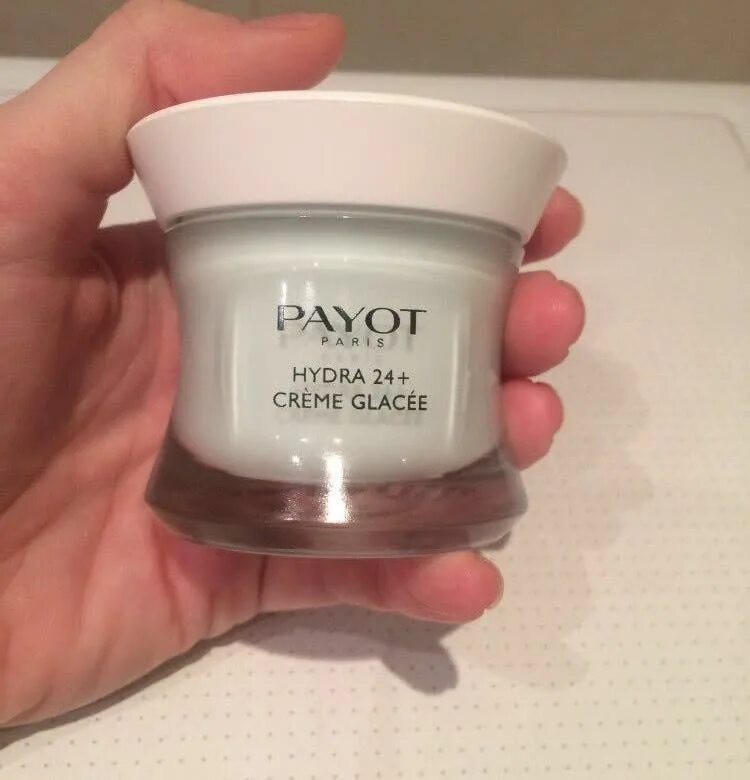 PAYOT
PARIS
HYDRA 24+
CRÈME GLACÉE